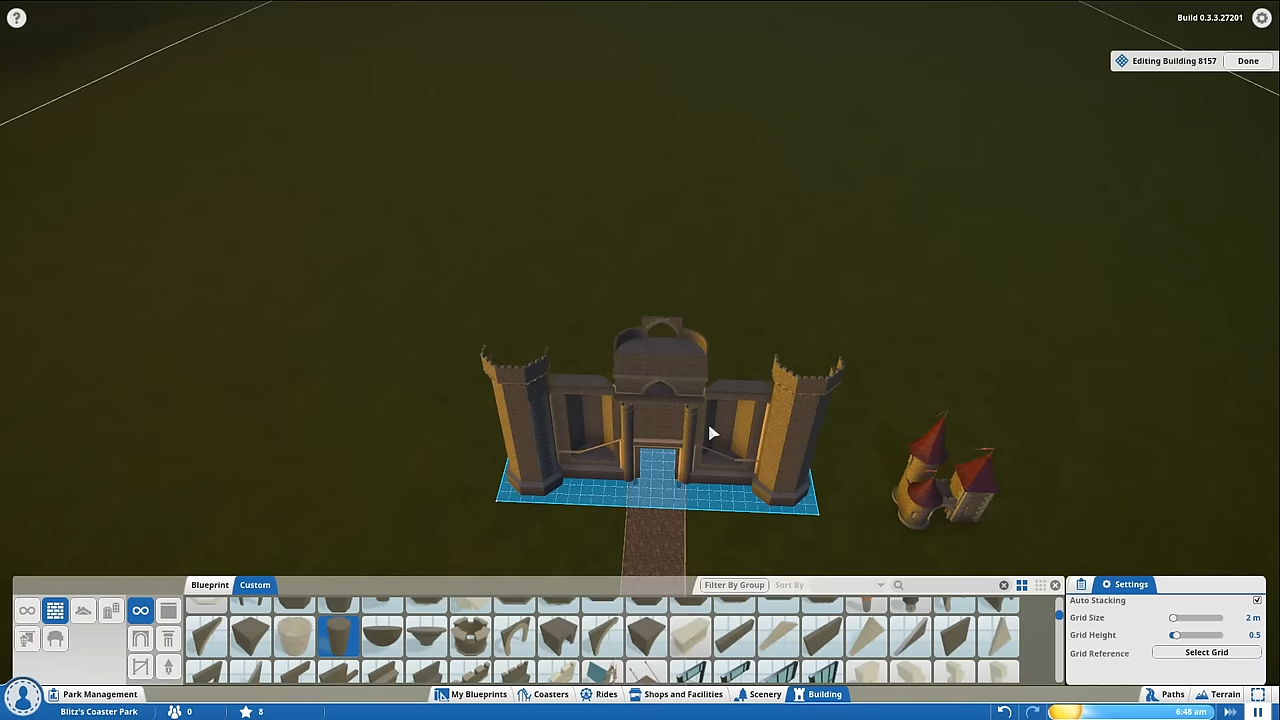 ?
Build 0.3.3.27201
Editing Building 8157
Done
Blueprint
Custom
Filter By Group
Sort By
Settings
Auto Stacking
Grid Size
2 m
Grid Height
0.5
Grid Reference
Select Grid
Park Management
My Blueprints
Coasters
Rides
Shops and Facilities
Scenery
Building
Paths
Terrain
Blitz's Coaster Park
0
8
6:48 am